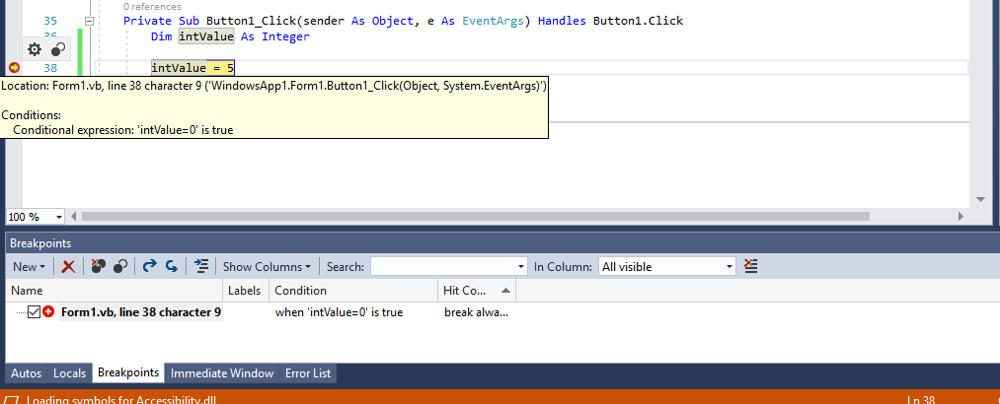 0 references
35 Private Sub Button1_Click(sender As Object, e As EventArgs) Handles Button1.Click
Dim intValue As Integer
38 intValue = 5
Location: Form1.vb, line 38 character 9 ('WindowsApp1.Form1.Button1_Click(Object, System.EventArgs)')
Conditions:
Conditional expression: 'intValue=0' is true
100 %
Breakpoints
New Show Columns Search: In Column: All visible
Name Labels Condition Hit Co...
Form1.vb, line 38 character 9 when 'intValue=0' is true break alwa...
Autos Locals Breakpoints Immediate Window Error List
Loading symbols for Accessibility.dll Ln 38